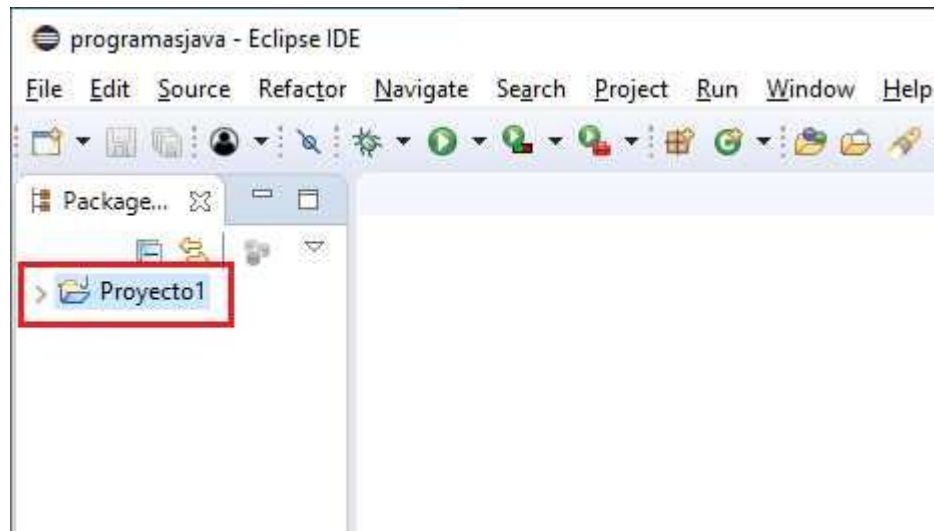 programasjava - Eclipse IDE
File Edit Source Refactor Navigate Search Project Run Window Help
Package...
Proyecto1